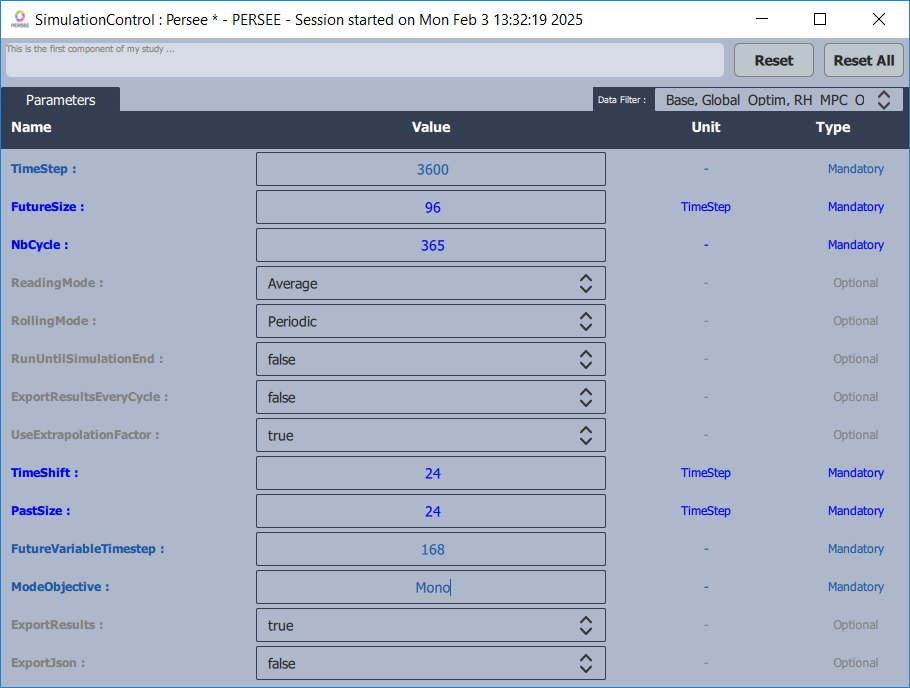 PERSEE SimulationControl : Persee * - PERSEE - Session started on Mon Feb 3 13:32:19 2025
This is the first component of my study ...
Reset Reset All
Parameters Data Filter : Base, Global_Optim, RH_MPC_O
Name Value Unit Type
TimeStep : 3600 - Mandatory
FutureSize : 96 TimeStep Mandatory
NbCycle : 365 - Mandatory
ReadingMode : Average - Optional
RollingMode : Periodic - Optional
RunUntilSimulationEnd : false - Optional
ExportResultsEveryCycle : false - Optional
UseExtrapolationFactor : true - Optional
TimeShift : 24 TimeStep Mandatory
PastSize : 24 TimeStep Mandatory
FutureVariableTimestep : 168 - Mandatory
ModeObjective : Mono - Mandatory
ExportResults : true - Optional
ExportJson : false - Optional